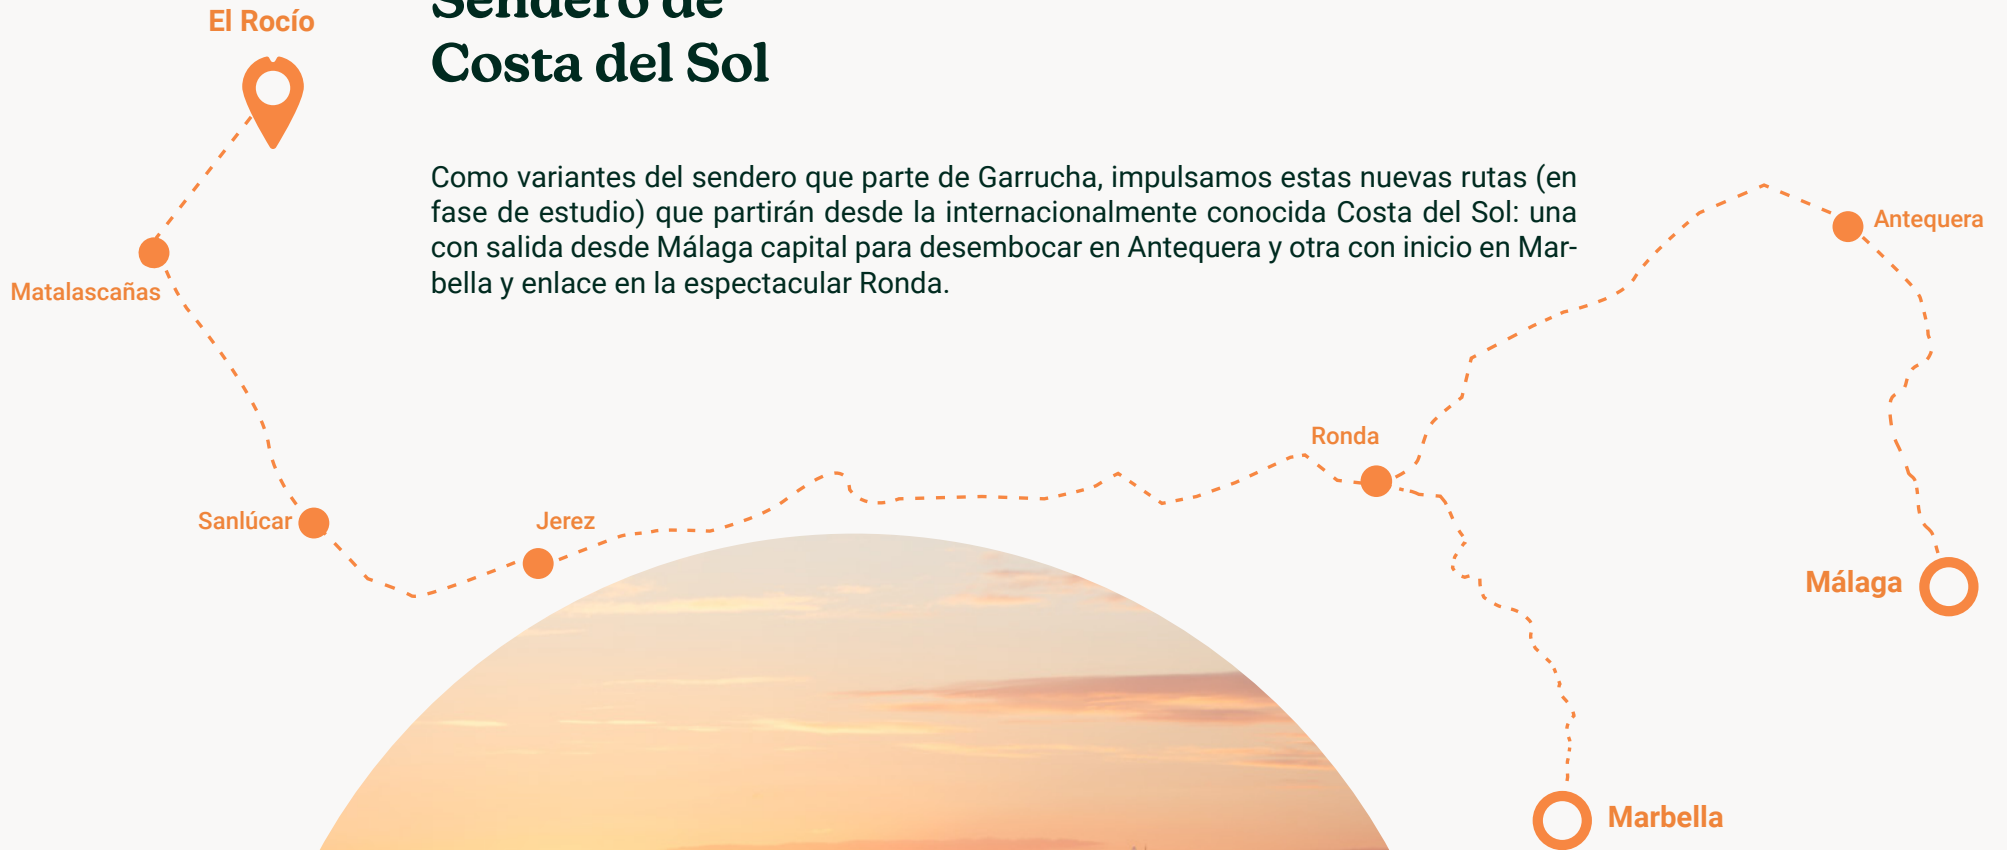 El Rocío
Sendero de
Costa del Sol
Como variantes del sendero que parte de Garrucha, impulsamos estas nuevas rutas (en
fase de estudio) que partirán desde la internacionalmente conocida Costa del Sol: una
con salida desde Málaga capital para desembocar en Antequera y otra con inicio en Mar-
bella y enlace en la espectacular Ronda.
Antequera
Matalascañas
Ronda
Sanlúcar
Jerez
Málaga
Marbella